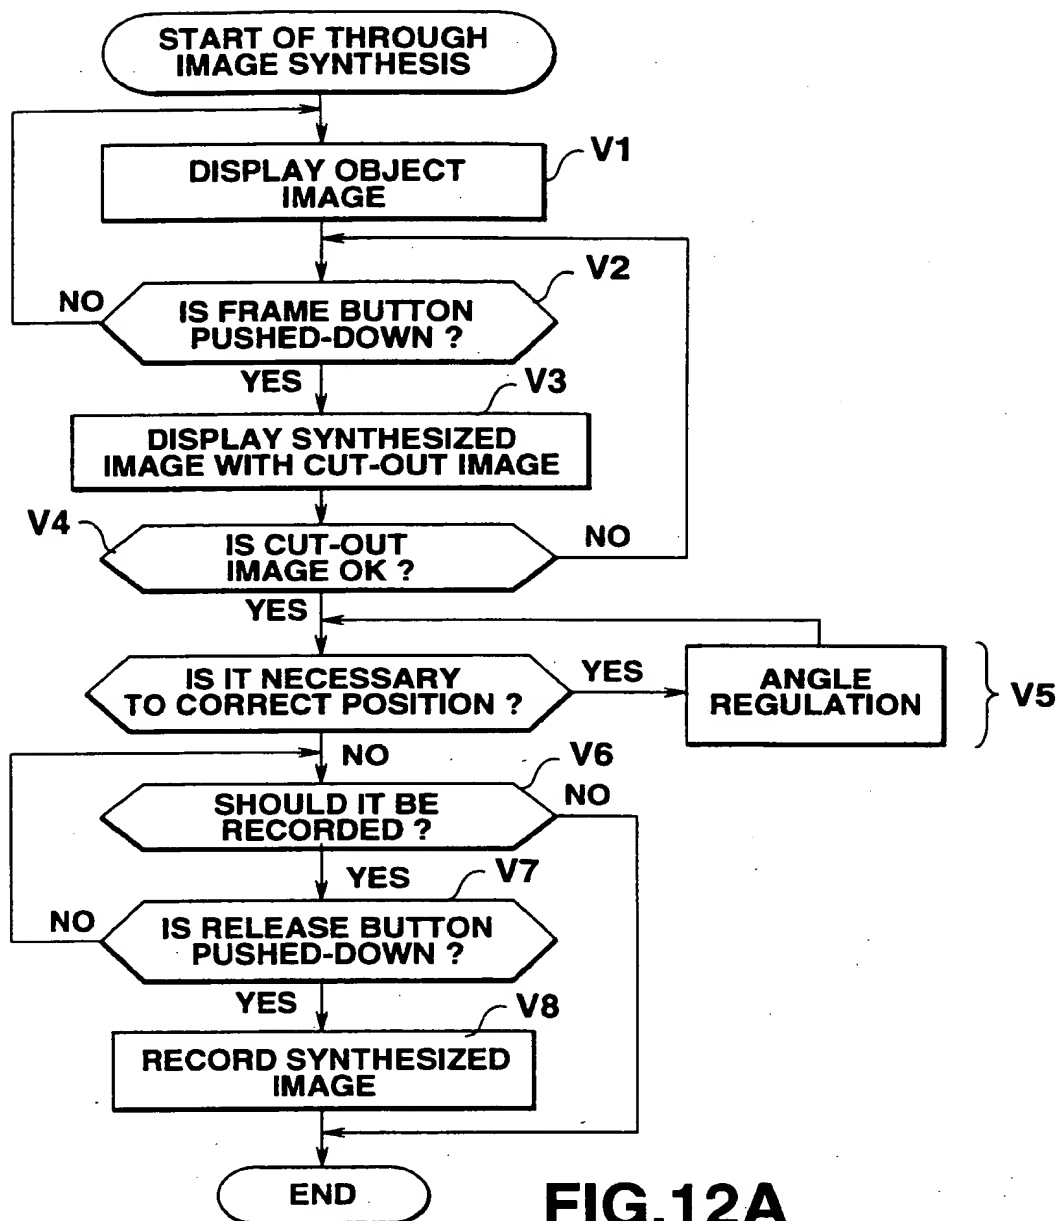 START OF THROUGH
IMAGE SYNTHESIS
DISPLAY OBJECT
IMAGE
V1
V2
NO
IS FRAME BUTTON
PUSHED-DOWN ?
YES
V3
DISPLAY SYNTHESIZED
IMAGE WITH CUT-OUT IMAGE
V4
IS CUT-OUT
IMAGE OK ?
NO
YES
IS IT NECESSARY
TO CORRECT POSITION ?
YES
ANGLE
REGULATION
V5
NO
V6
SHOULD IT BE
RECORDED ?
NO
YES
V7
NO
IS RELEASE BUTTON
PUSHED-DOWN ?
YES
V8
RECORD SYNTHESIZED
IMAGE
END
FIG.12A